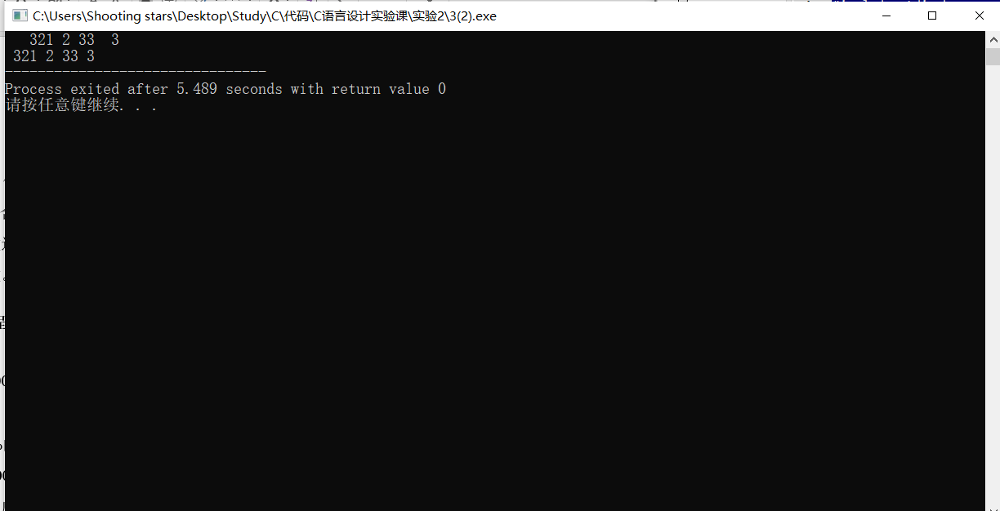 C:\Users\Shooting stars\Desktop\Study\C\代码\C语言设计实验课\实验2\3(2).exe
   321 2 33  3
 321 2 33 3
--------------------------------
Process exited after 5.489 seconds with return value 0
请按任意键继续. . .